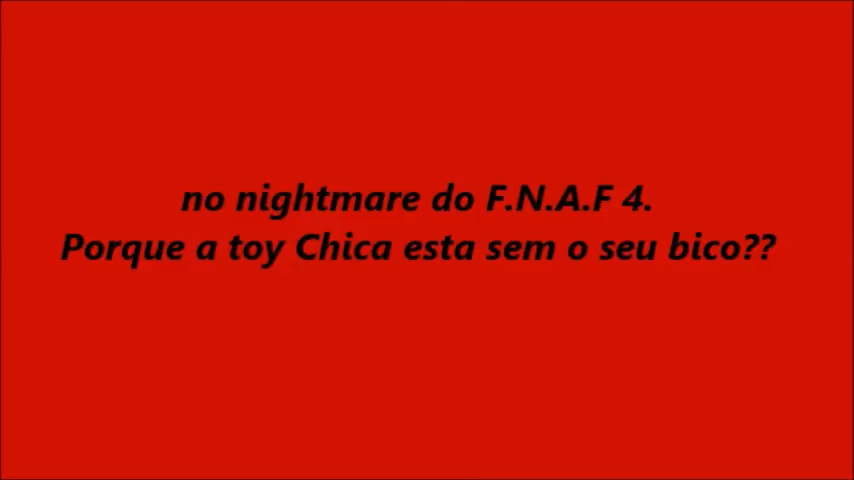 no nightmare do F.N.A.F 4.
Porque a toy Chica esta sem o seu bico??